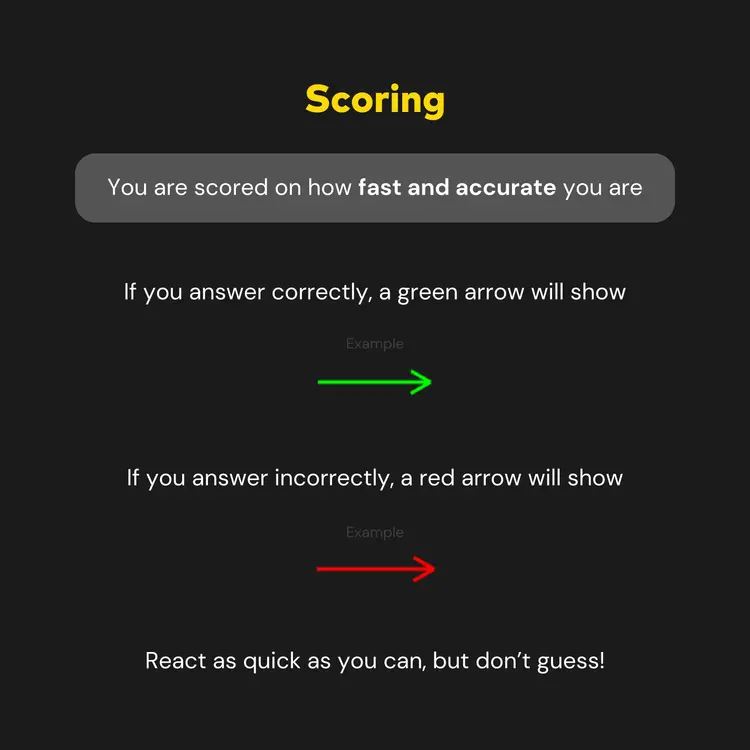 Scoring
You are scored on how fast and accurate you are
If you answer correctly, a green arrow will show
Example
If you answer incorrectly, a red arrow will show
Example
React as quick as you can, but don’t guess!